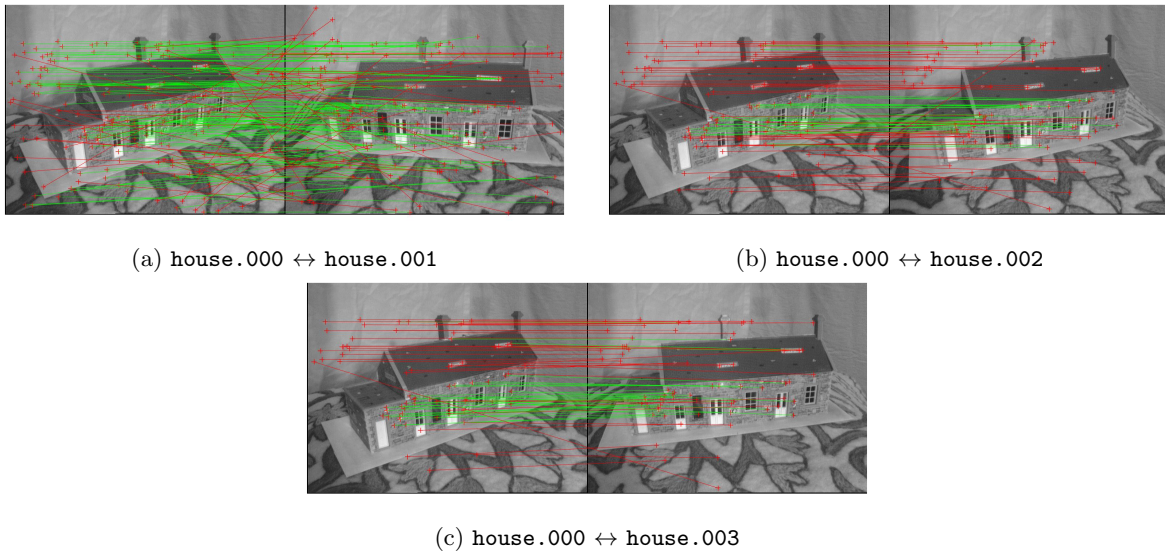 (a) house.000 ↔ house.001
(b) house.000 ↔ house.002
(c) house.000 ↔ house.003